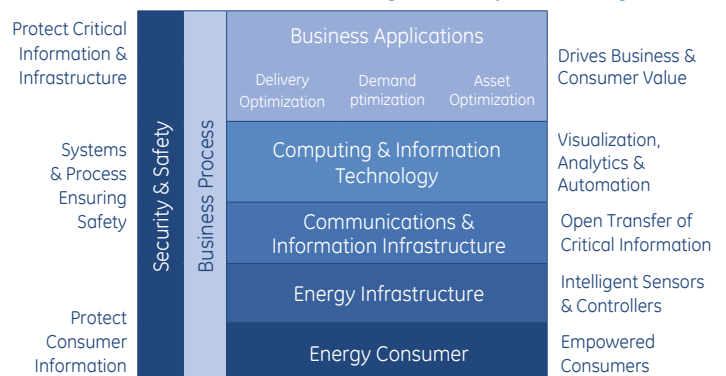 Protect Critical
Information &
Infrastructure
Systems
& Process
Ensuring
Safety
Protect
Consumer
Information
Security & Safety
Business Process
Business Applications
Delivery
Optimization
Demand
ptimization
Asset
Optimization
Computing & Information
Technology
Communications &
Information Infrastructure
Energy Infrastructure
Energy Consumer
Drives Business &
Consumer Value
Visualization,
Analytics &
Automation
Open Transfer of
Critical Information
Intelligent Sensors
& Controllers
Empowered
Consumers